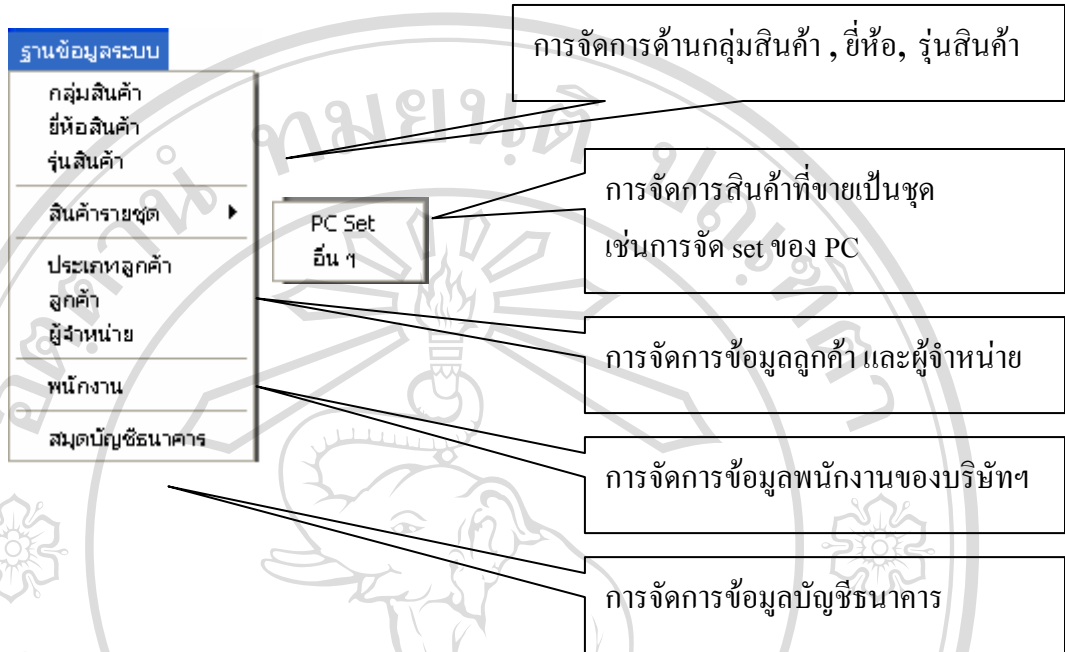 ฐานข้อมูลระบบ
กลุ่มสินค้า
ยี่ห้อสินค้า
รุ่นสินค้า
สินค้ารายชุด
ประเภทลูกค้า
ลูกค้า
ผู้จำหน่าย
พนักงาน
สมุดบัญชีธนาคาร
PC Set
อื่น ๆ
การจัดการด้านกลุ่มสินค้า , ยี่ห้อ, รุ่นสินค้า
การจัดการสินค้าที่ขายเป็นชุด
เช่นการจัด set ของ PC
การจัดการข้อมูลลูกค้า และผู้จำหน่าย
การจัดการข้อมูลพนักงานของบริษัทฯ
การจัดการข้อมูลบัญชีธนาคาร